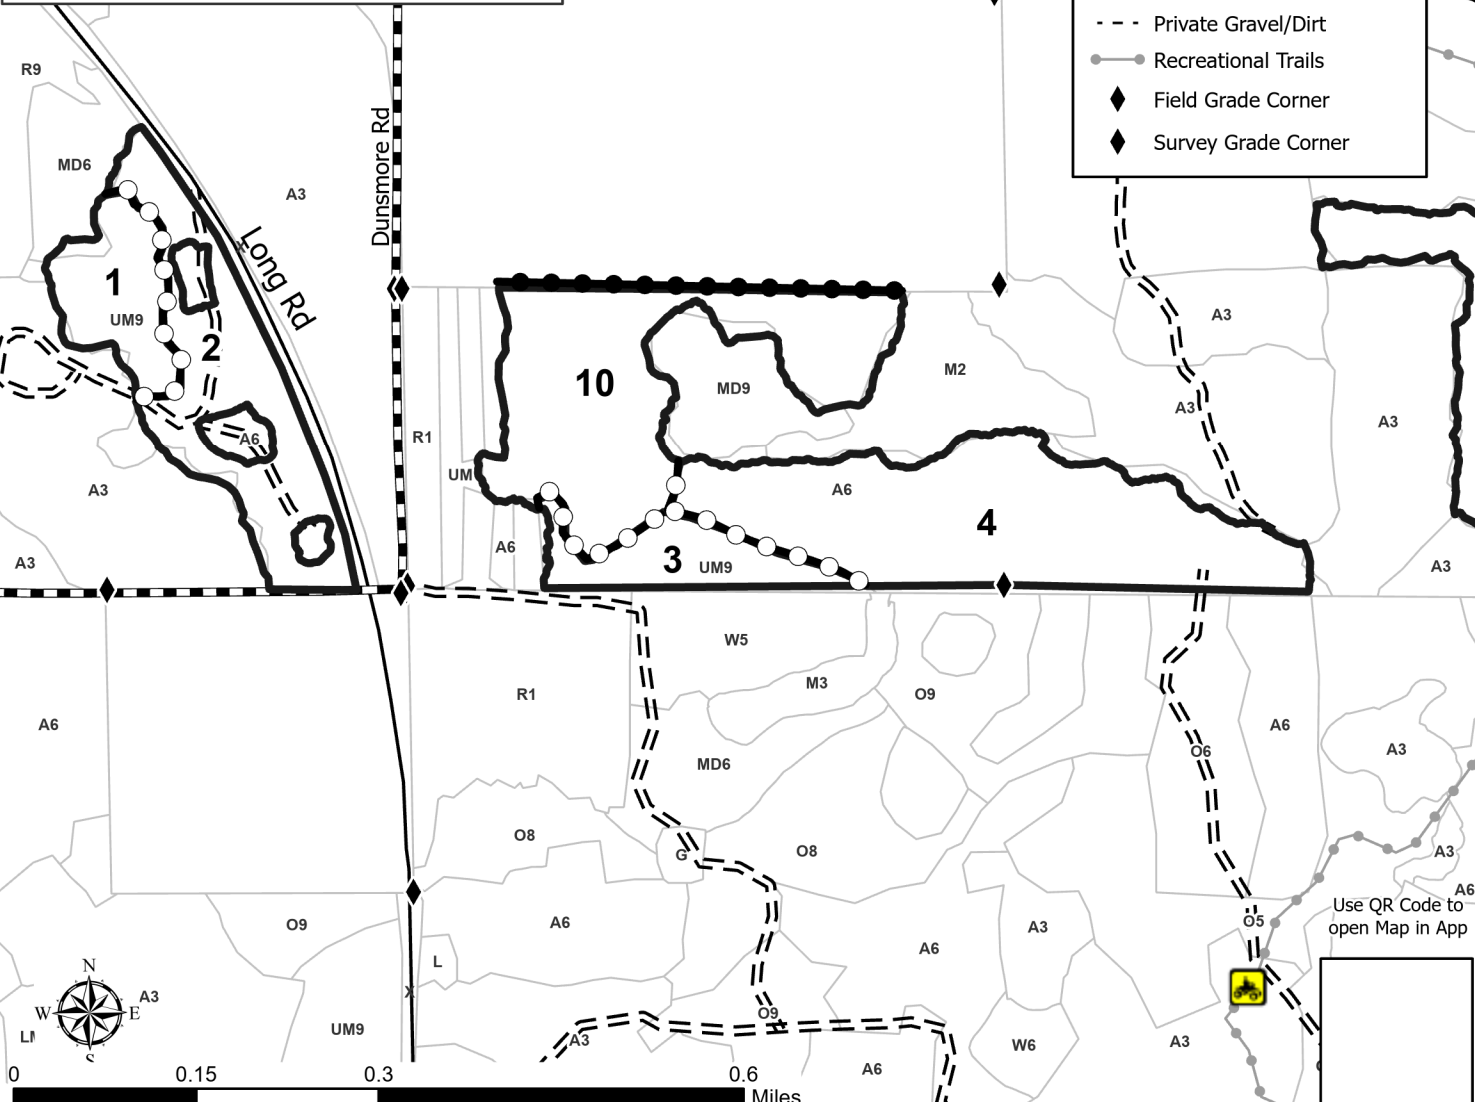 Private Gravel/Dirt
Recreational Trails
Field Grade Corner
Survey Grade Corner
R9
MD6
A3
Dunsmore Rd
Long Rd
1
UM9
2
A6
A3
A3
R1
UM
A6
10
MD9
M2
A6
4
3
UM9
A3
A3
A3
A3
A6
R1
W5
M3
O9
MD6
O6
A6
A3
O8
G
O8
A3
A6
O9
A6
A3
A6
O5
Use QR Code to
open Map in App
L
X
N
W
E
S
A3
UM9
O9
A3
W6
A3
A6
0
0.15
0.3
0.6
Miles